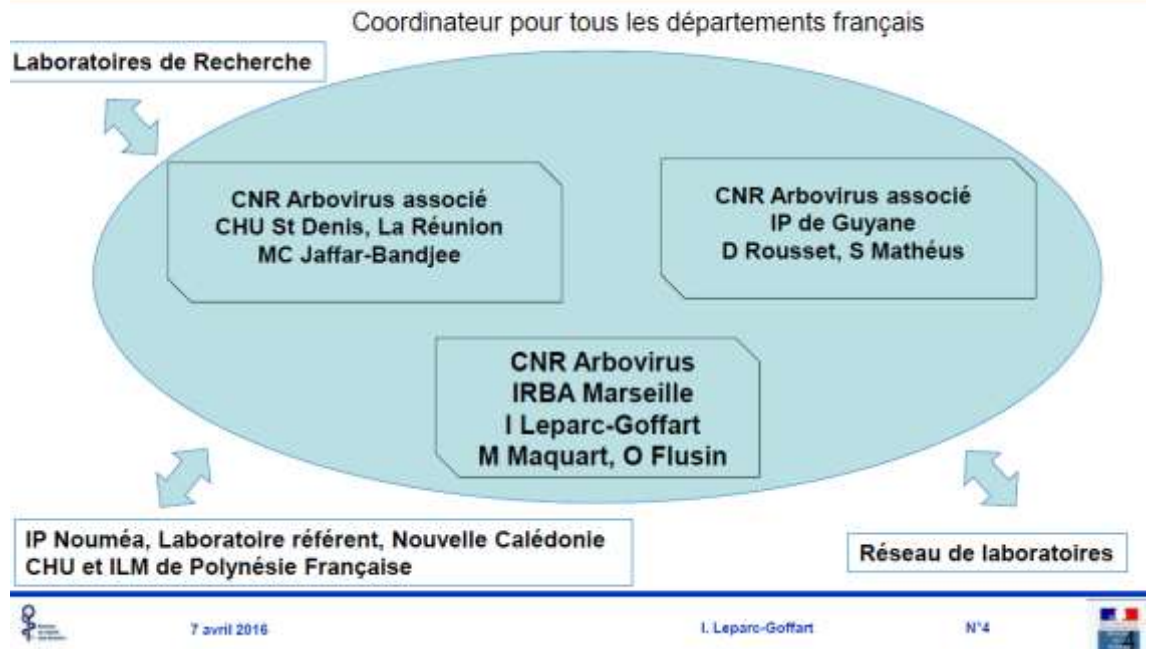 Coordinateur pour tous les départements français
Laboratoires de Recherche
CNR Arbovirus associé
CHU St Denis, La Réunion
MC Jaffar-Bandjee
CNR Arbovirus associé
IP de Guyane
D Rousset, S Mathéus
CNR Arbovirus
IRBA Marseille
I Leparc-Goffart
M Maquart, O Flusin
IP Nouméa, Laboratoire référent, Nouvelle Calédonie
CHU et ILM de Polynésie Française
Réseau de laboratoires
7 avril 2016
I. Leparc-Goffart
N°4
4